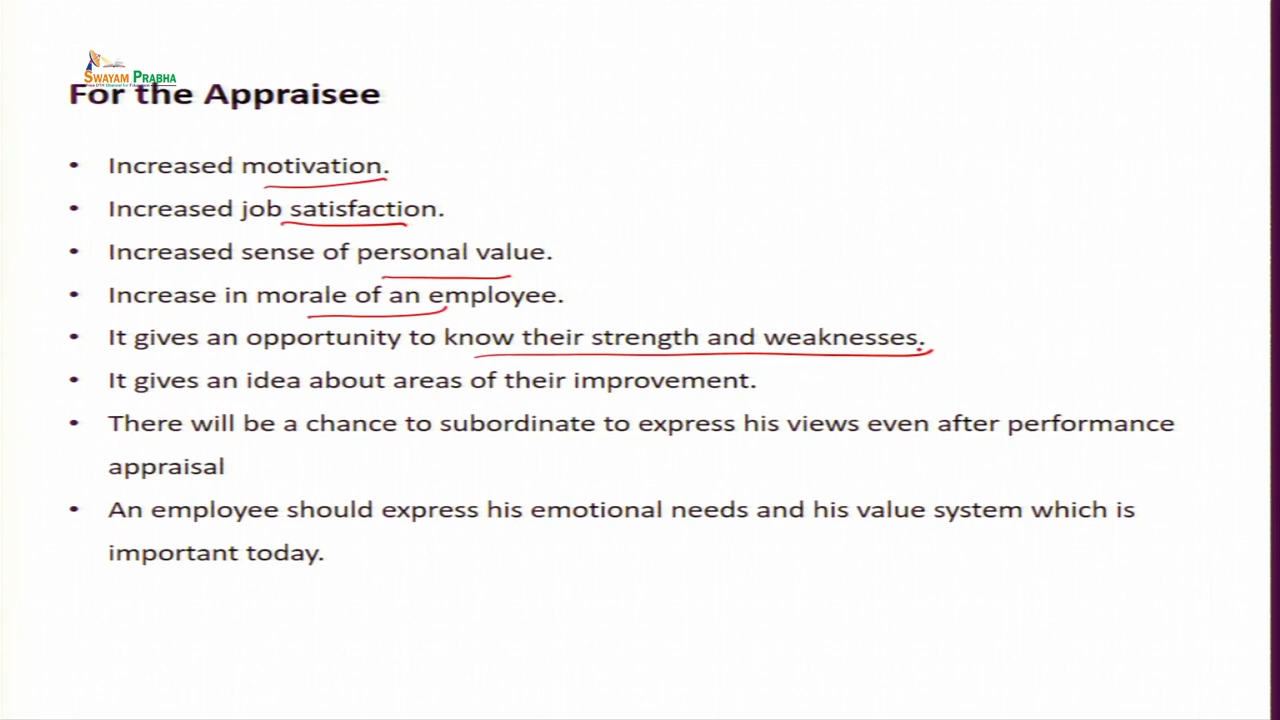 SWAYAM PRABHA
For the Appraisee
• Increased motivation.
• Increased job satisfaction.
• Increased sense of personal value.
• Increase in morale of an employee.
• It gives an opportunity to know their strength and weaknesses.
• It gives an idea about areas of their improvement.
• There will be a chance to subordinate to express his views even after performance
appraisal
• An employee should express his emotional needs and his value system which is
important today.